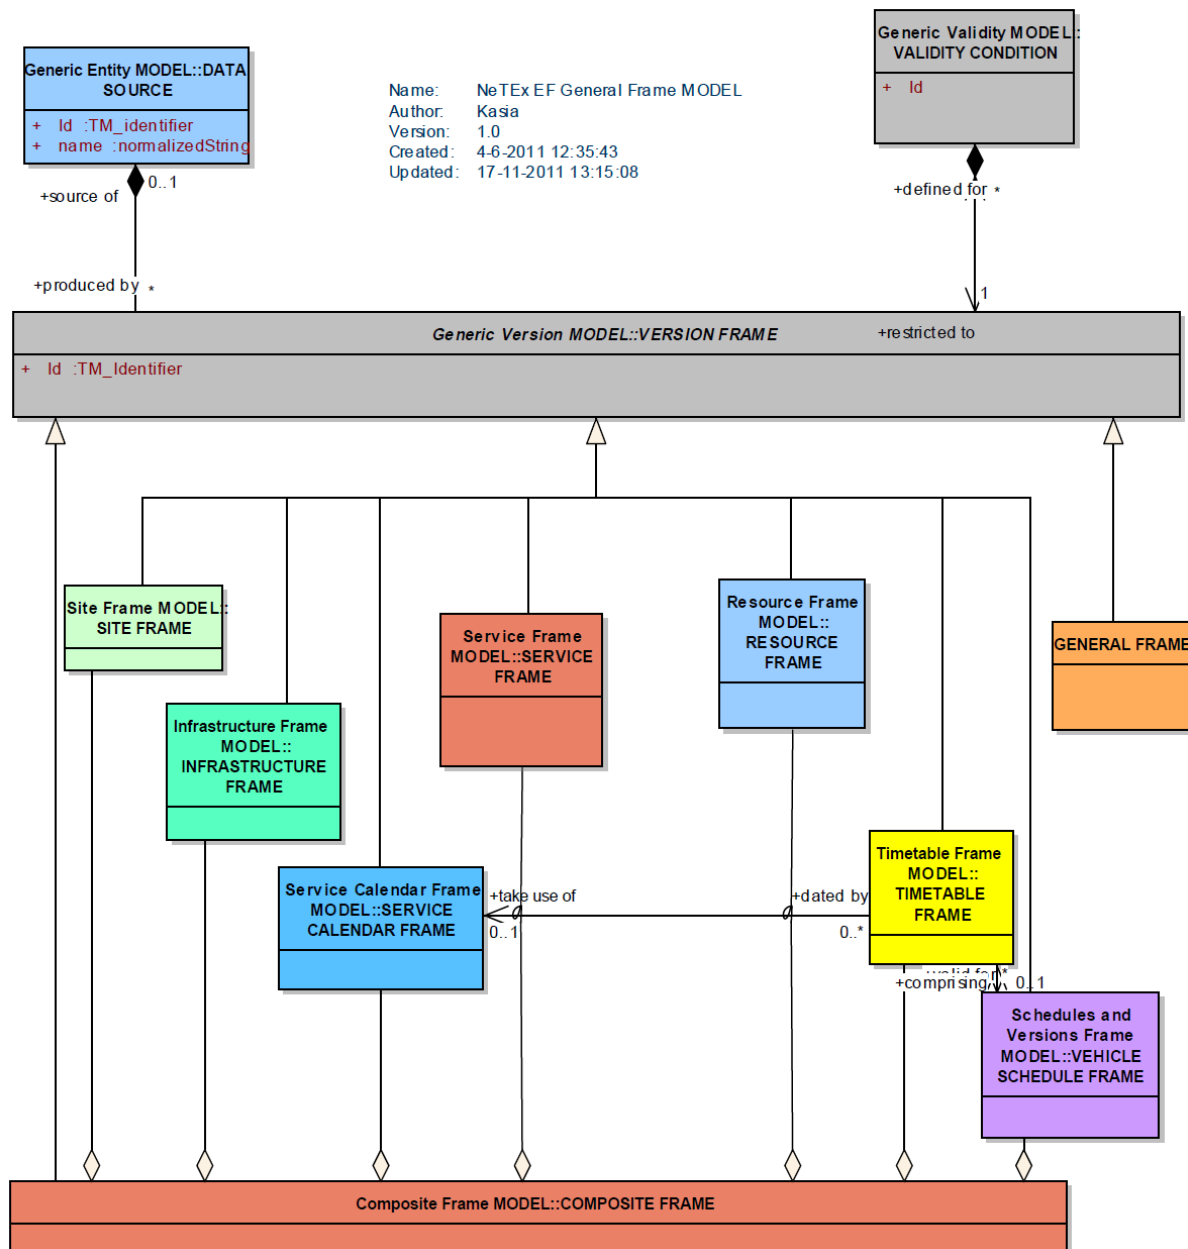 Generic Entity MODEL::DATA
SOURCE
+ Id :TM_identifier
+ name :normalizedString
Name: NeTEx EF General Frame MODEL
Author: Kasia
Version: 1.0
Created: 4-6-2011 12:35:43
Updated: 17-11-2011 13:15:08
Generic Validity MODEL::
VALIDITY CONDITION
+ Id
0..1
+source of
+defined for *
+produced by *
1
Generic Version MODEL::VERSION FRAME
+restricted to
+ Id :TM_Identifier
Site Frame MODEL::
SITE FRAME
Service Frame
MODEL::SERVICE
FRAME
Resource Frame
MODEL::
RESOURCE
FRAME
GENERAL FRAME
Infrastructure Frame
MODEL::
INFRASTRUCTURE
FRAME
Service Calendar Frame
MODEL::SERVICE
CALENDAR FRAME
+take use of
0..1
+dated by
0..*
Timetable Frame
MODEL::
TIMETABLE
FRAME
valid for *
+comprising
0..1
Schedules and
Versions Frame
MODEL::VEHICLE
SCHEDULE FRAME
Composite Frame MODEL::COMPOSITE FRAME